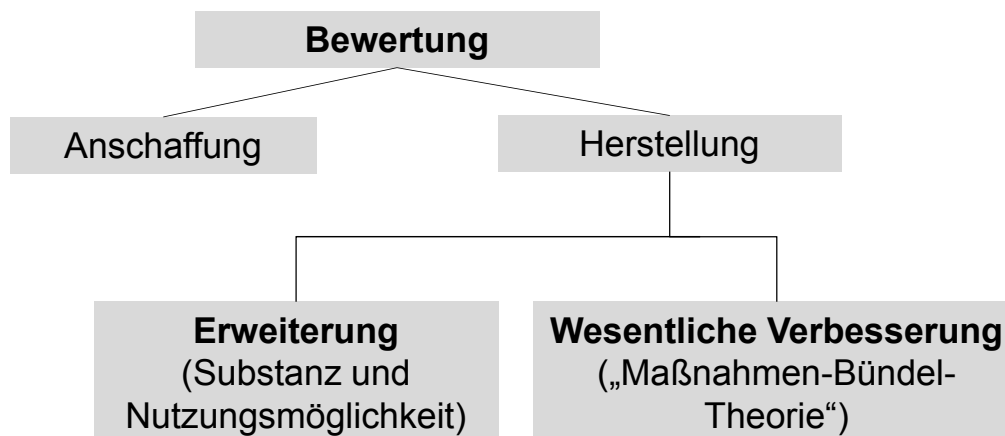 Bewertung
Anschaffung
Herstellung
Erweiterung
(Substanz und
Nutzungsmöglichkeit)
Wesentliche Verbesserung
(„Maßnahmen-Bündel-
Theorie“)